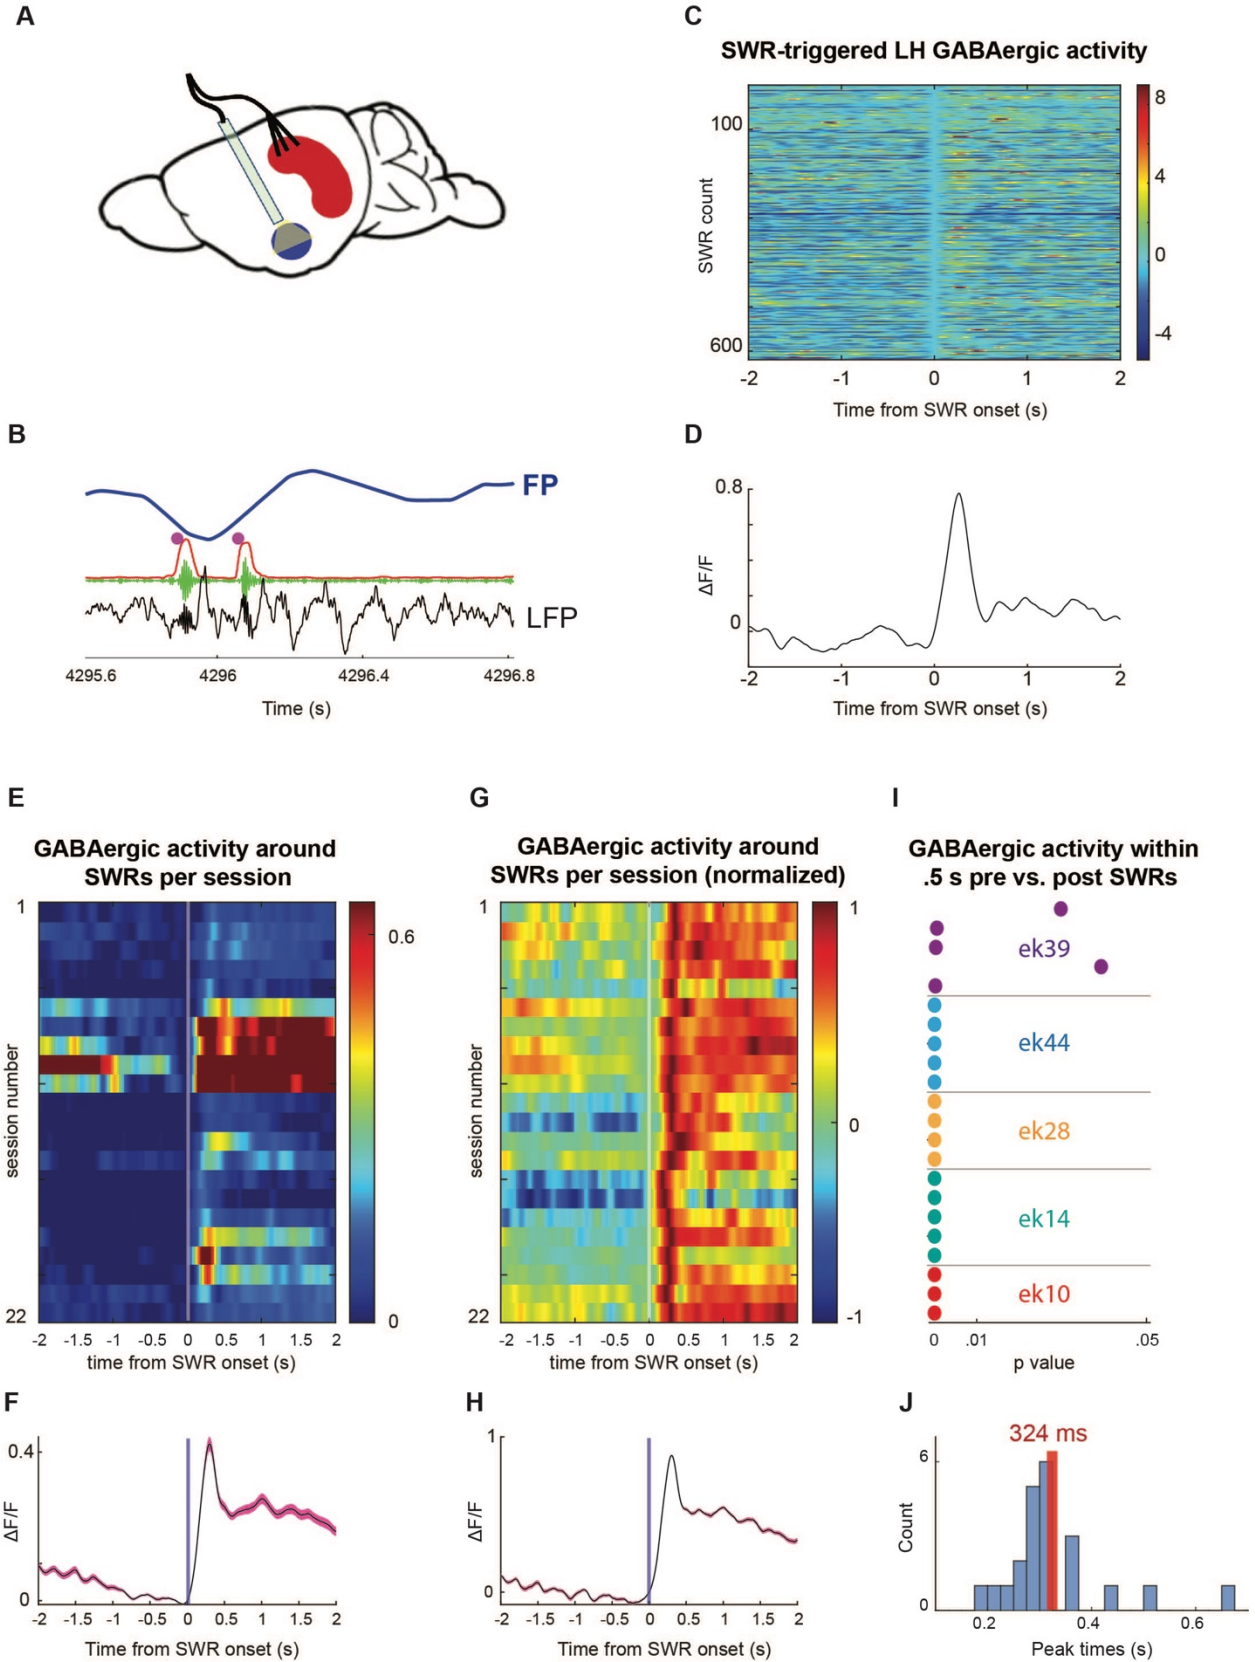 A
C
SWR-triggered LH GABAergic activity
SWR count
100
600
8
4
0
-4
-2 -1 0 1 2
Time from SWR onset (s)
B
FP
LFP
4295.6 4296 4296.4 4296.8
Time (s)
D
ΔF/F
0.8
0
-2 -1 0 1 2
Time from SWR onset (s)
E
GABAergic activity around
SWRs per session
session number
1
22
0.6
0
-2 -1.5 -1 -0.5 0 0.5 1 1.5 2
time from SWR onset (s)
G
GABAergic activity around
SWRs per session (normalized)
session number
1
22
1
0
-1
-2 -1.5 -1 -0.5 0 0.5 1 1.5 2
time from SWR onset (s)
I
GABAergic activity within
.5 s pre vs. post SWRs
ek39
ek44
ek28
ek14
ek10
0 .01 .05
p value
F
ΔF/F
0.4
0
-2 -1.5 -1 -0.5 0 0.5 1 1.5 2
Time from SWR onset (s)
H
ΔF/F
1
0
-2 -1.5 -1 -0.5 0 0.5 1 1.5 2
Time from SWR onset (s)
J
324 ms
Count
6
0
0.2 0.4 0.6
Peak times (s)